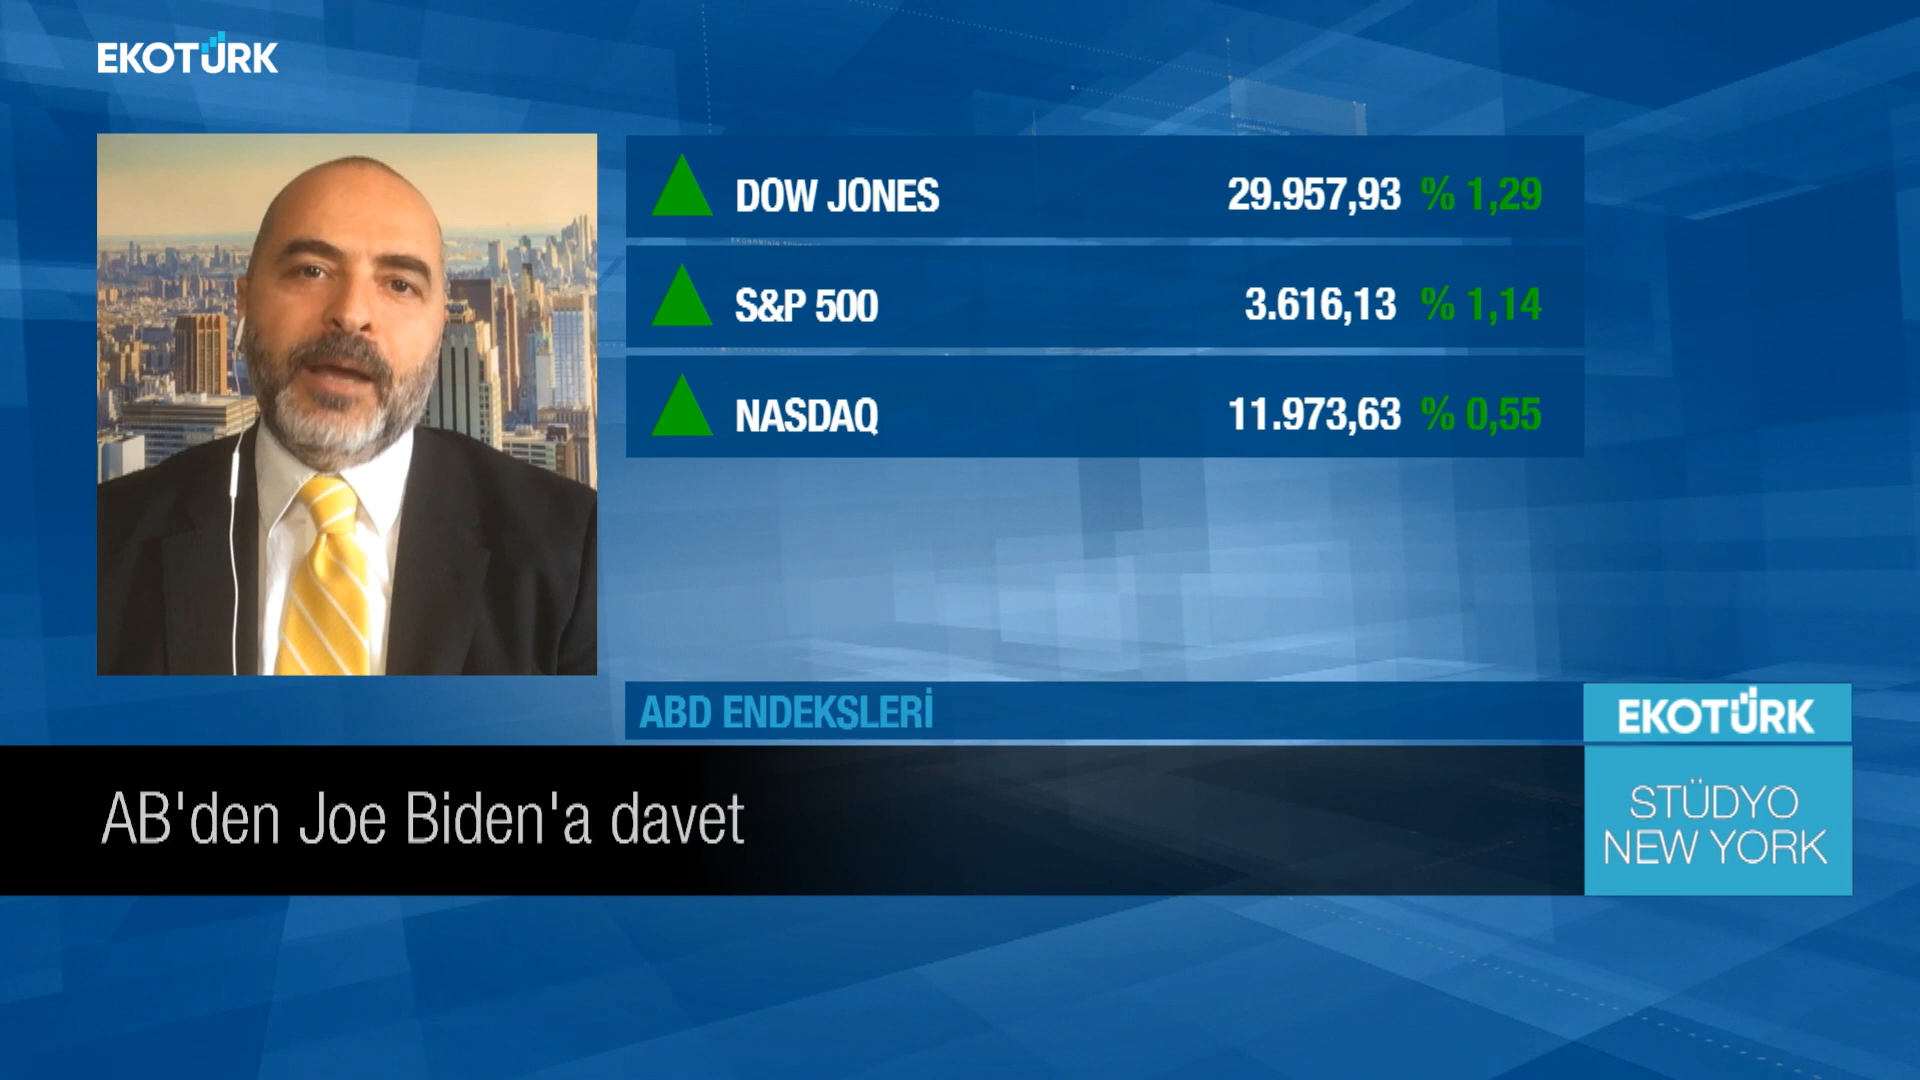 EKOTÜRK
DOW JONES 29.957,93 % 1,29
S&P 500 3.616,13 % 1,14
NASDAQ 11.973,63 % 0,55
ABD ENDEKSLERİ
EKOTÜRK
AB'den Joe Biden'a davet
STÜDYO
NEW YORK